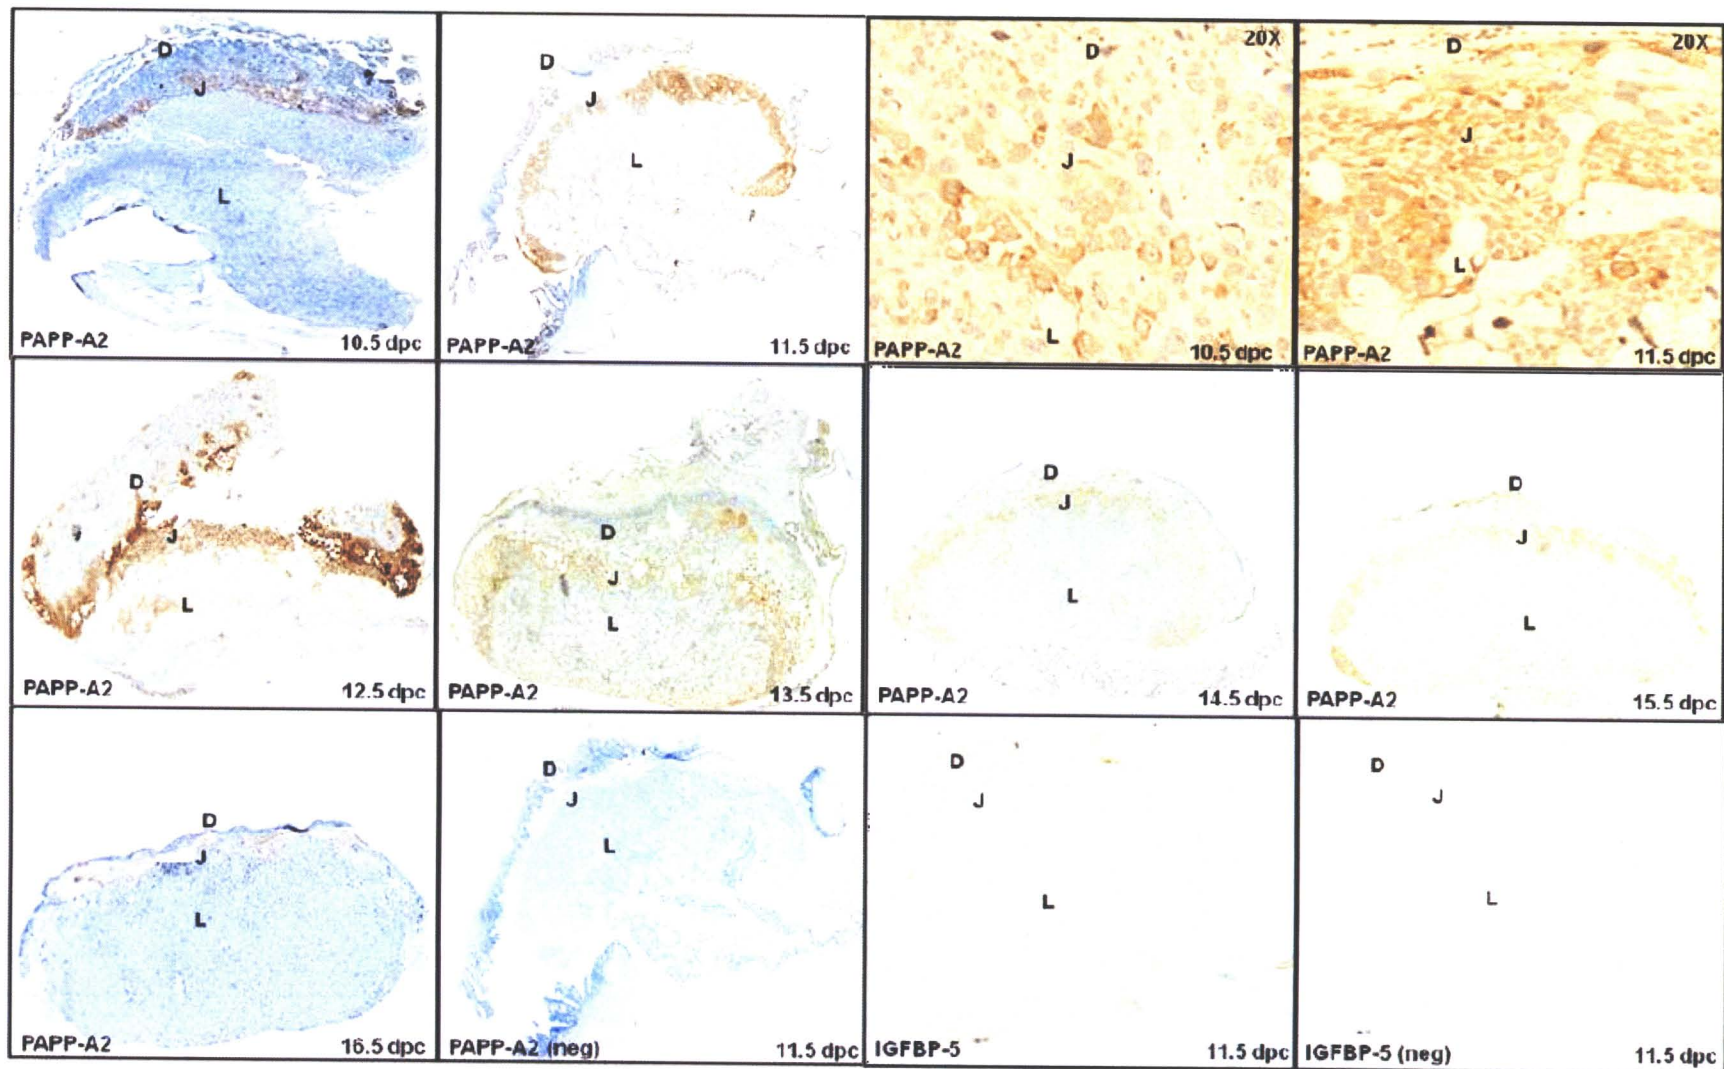 D
J
L
PAPP-A2 10.5 dpc
D
J
L
PAPP-A2 11.5 dpc
20X
D
J
L
PAPP-A2 10.5 dpc
20X
D
J
L
PAPP-A2 11.5 dpc
D
J
L
PAPP-A2 12.5 dpc
D
J
L
PAPP-A2 13.5 dpc
D
J
L
PAPP-A2 14.5 dpc
D
J
L
PAPP-A2 15.5 dpc
D
J
L
PAPP-A2 16.5 dpc
D
J
L
PAPP-A2 (neg) 11.5 dpc
D
J
L
IGFBP-5 11.5 dpc
D
J
L
IGFBP-5 (neg) 11.5 dpc